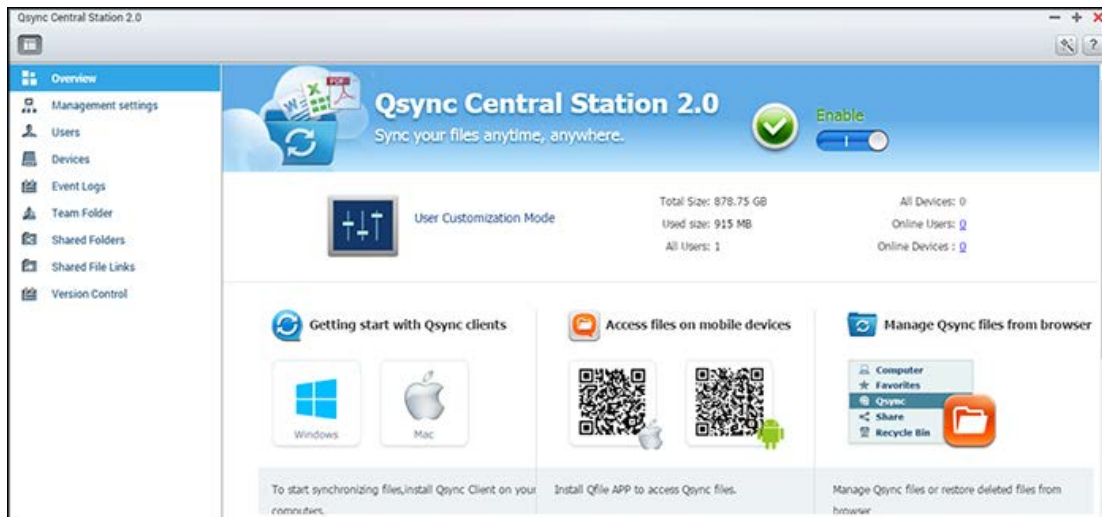 Qsync Central Station 2.0
Overview
Management settings
Users
Devices
Event Logs
Team Folder
Shared Folders
Shared File Links
Version Control
W X PDF
Qsync Central Station 2.0
Sync your files anytime, anywhere.
Enable
User Customization Mode
Total Size: 878.75 GB
Used size: 915 MB
All Users: 1
All Devices: 0
Online Users: 0
Online Devices : 0
Getting start with Qsync clients
Windows
Mac
To start synchronizing files,install Qsync Client on your
computers.
Access files on mobile devices
Install Qfile APP to access Qsync files.
Manage Qsync files from browser
Computer
Favorites
Qsync
Share
Recycle Bin
Manage Qsync files or restore deleted files from
browser